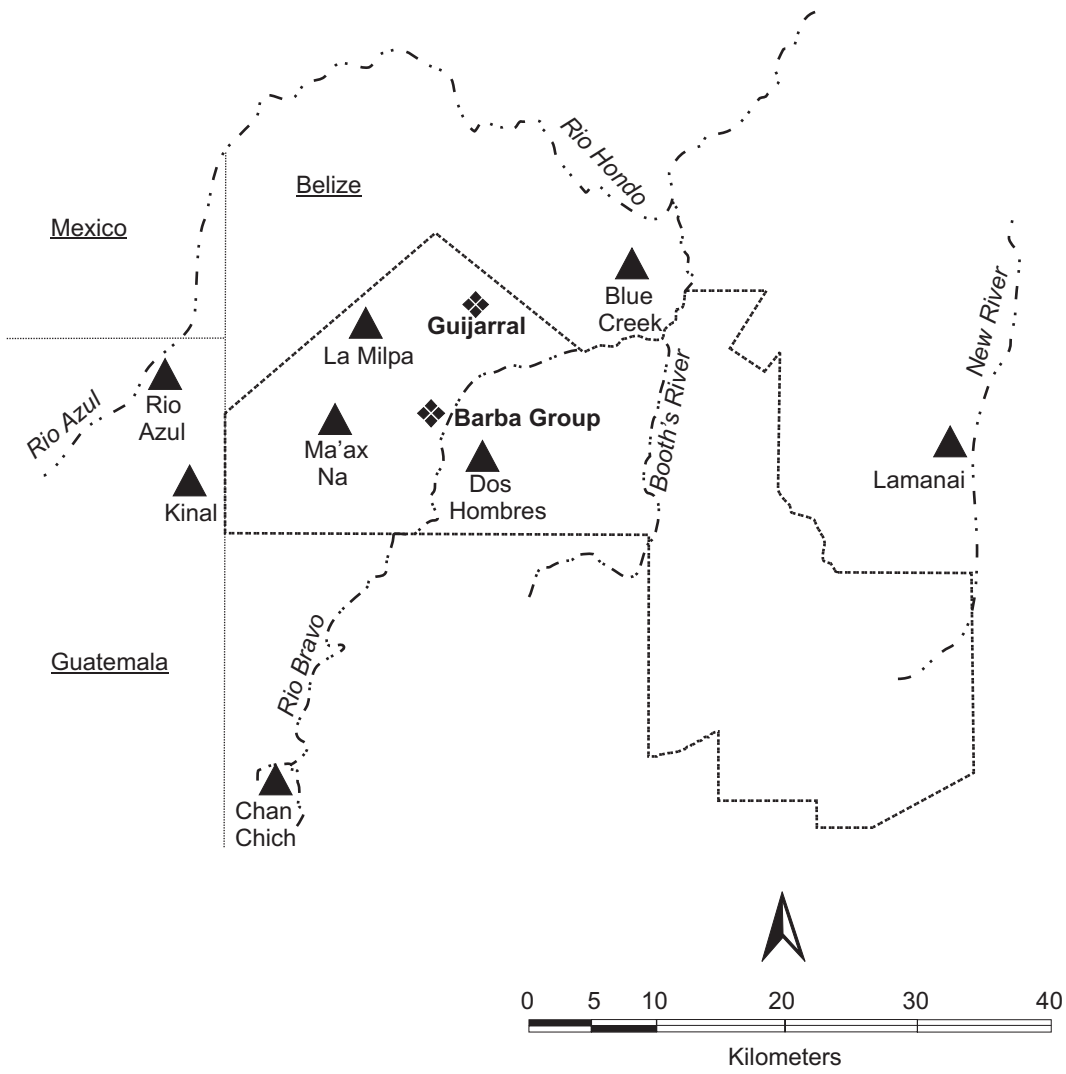 Rio Hondo
Belize
Mexico
Blue
Creek
New River
Guijarral
La Milpa
Rio
Azul
Rio Azul
Barba Group
Booth's River
Ma'ax
Na
Lamanai
Dos
Hombres
Kinal
Guatemala
Rio Bravo
Chan
Chich
0 5 10 20 30 40
Kilometers